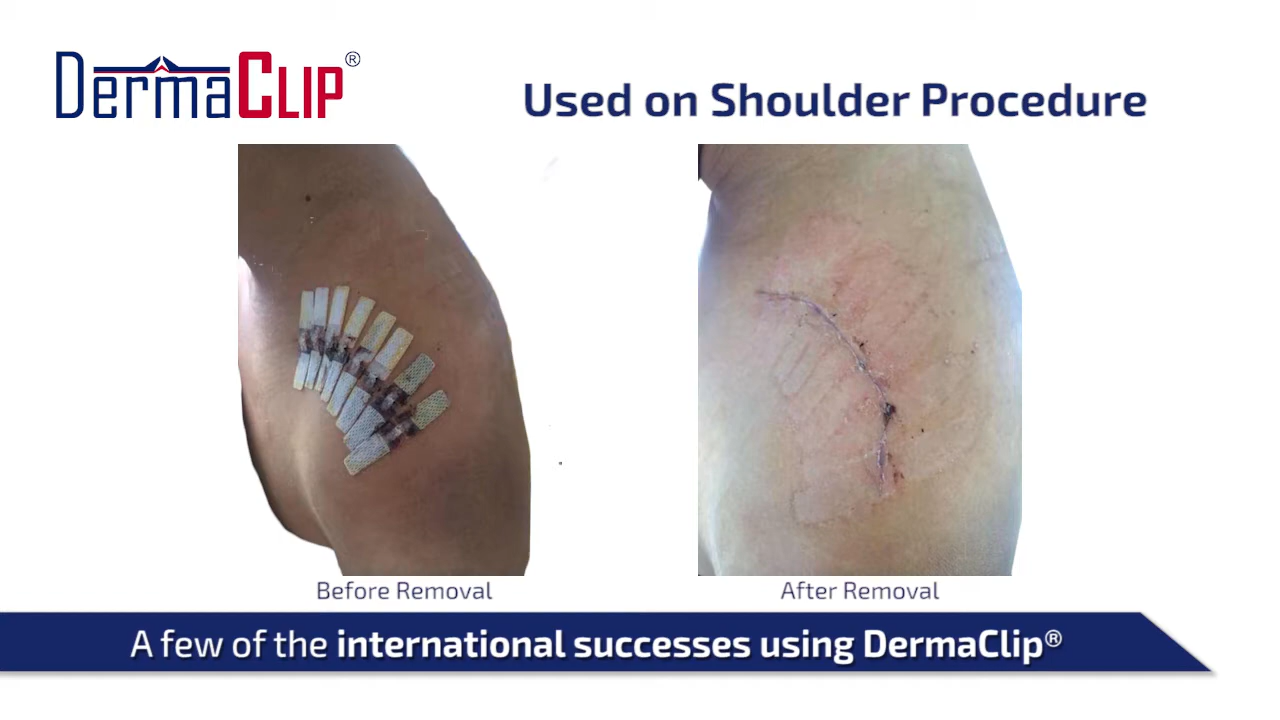 DermaClip®
Used on Shoulder Procedure
Before Removal
After Removal
A few of the international successes using DermaClip®